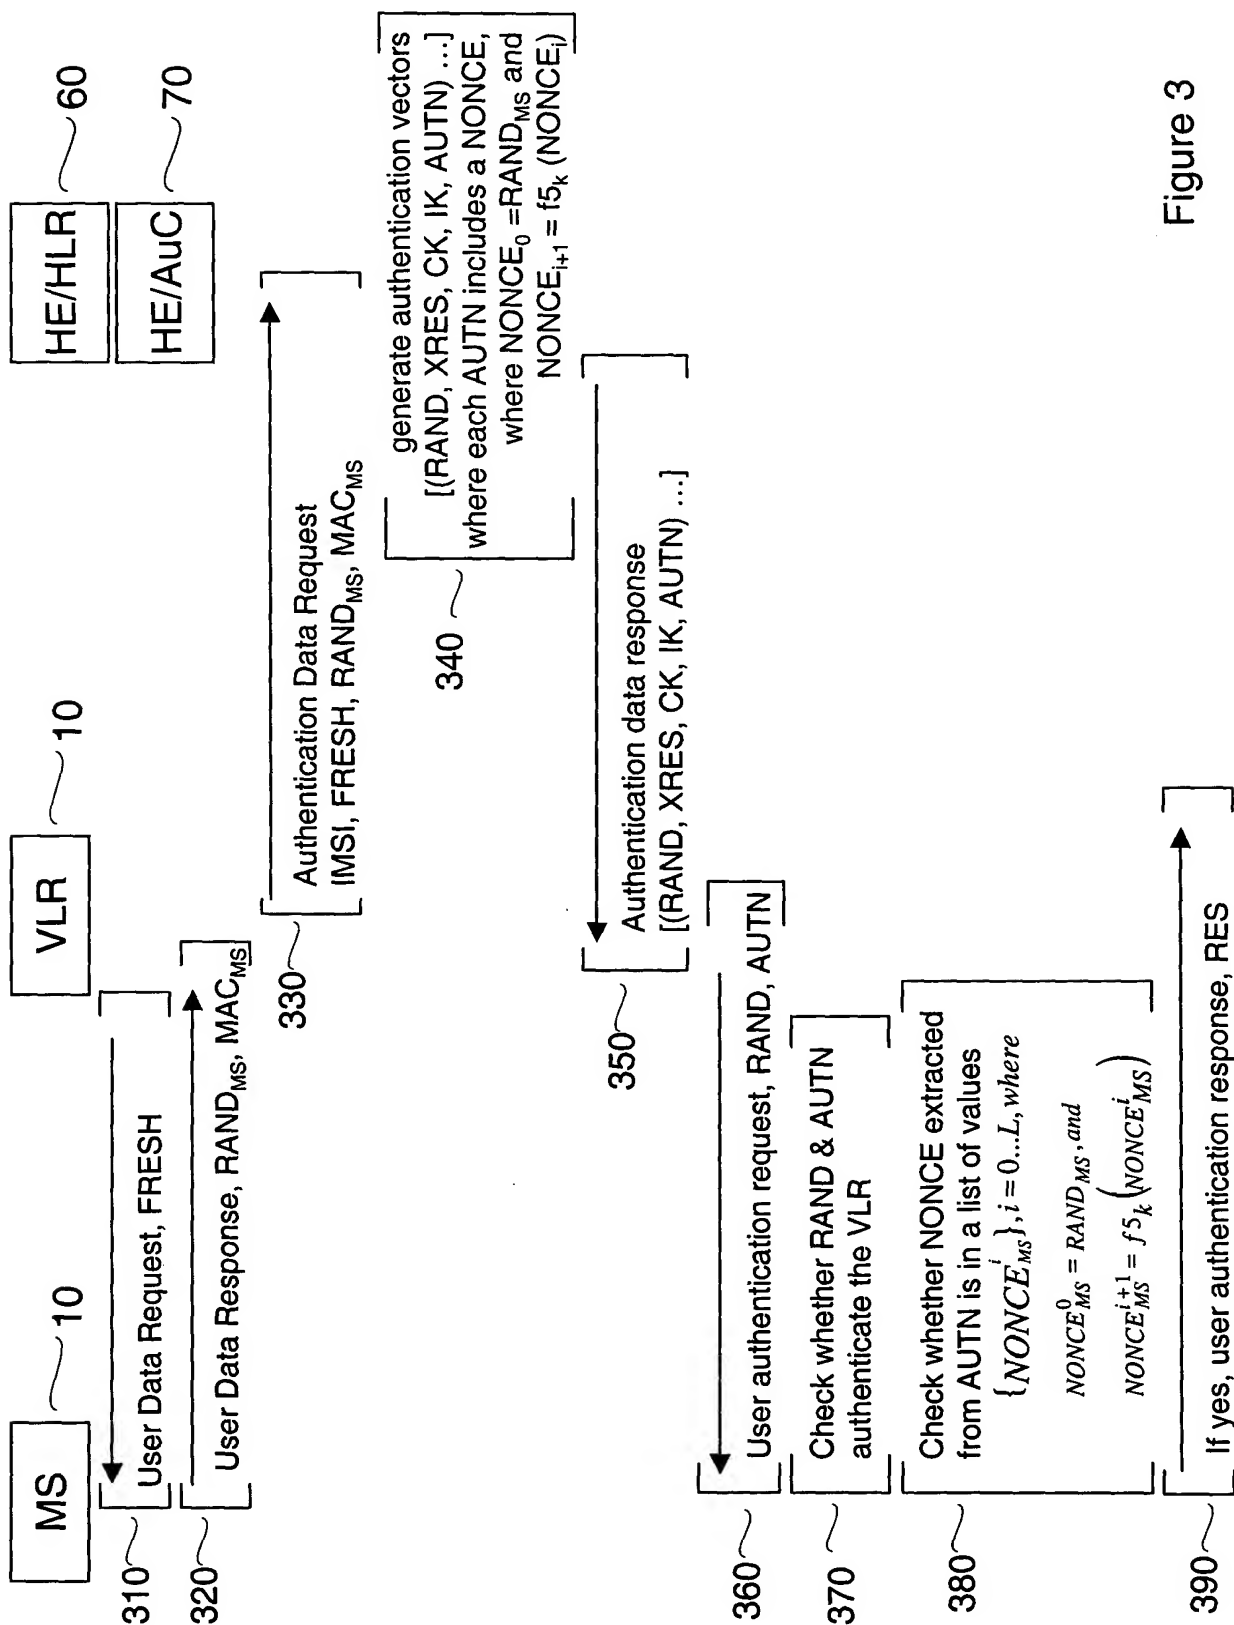 MS
10
VLR
10
HE/HLR
60
HE/AuC
70
310
User Data Request, FRESH
320
User Data Response, RAND_MS, MAC_MS
330
Authentication Data Request
IMSI, FRESH, RAND_MS, MAC_MS
340
generate authentication vectors
[(RAND, XRES, CK, IK, AUTN) ...]
where each AUTN includes a NONCE,
where NONCE_0 =RAND_MS and
NONCE_i+1 = f5_k (NONCE_i)
350
Authentication data response
[(RAND, XRES, CK, IK, AUTN) ...]
360
User authentication request, RAND, AUTN
370
Check whether RAND & AUTN
authenticate the VLR
380
Check whether NONCE extracted
from AUTN is in a list of values
{NONCE^i_MS}, i = 0...L, where
NONCE^0_MS = RAND_MS, and
NONCE^i+1_MS = f5_k (NONCE^i_MS)
390
If yes, user authentication response, RES
Figure 3